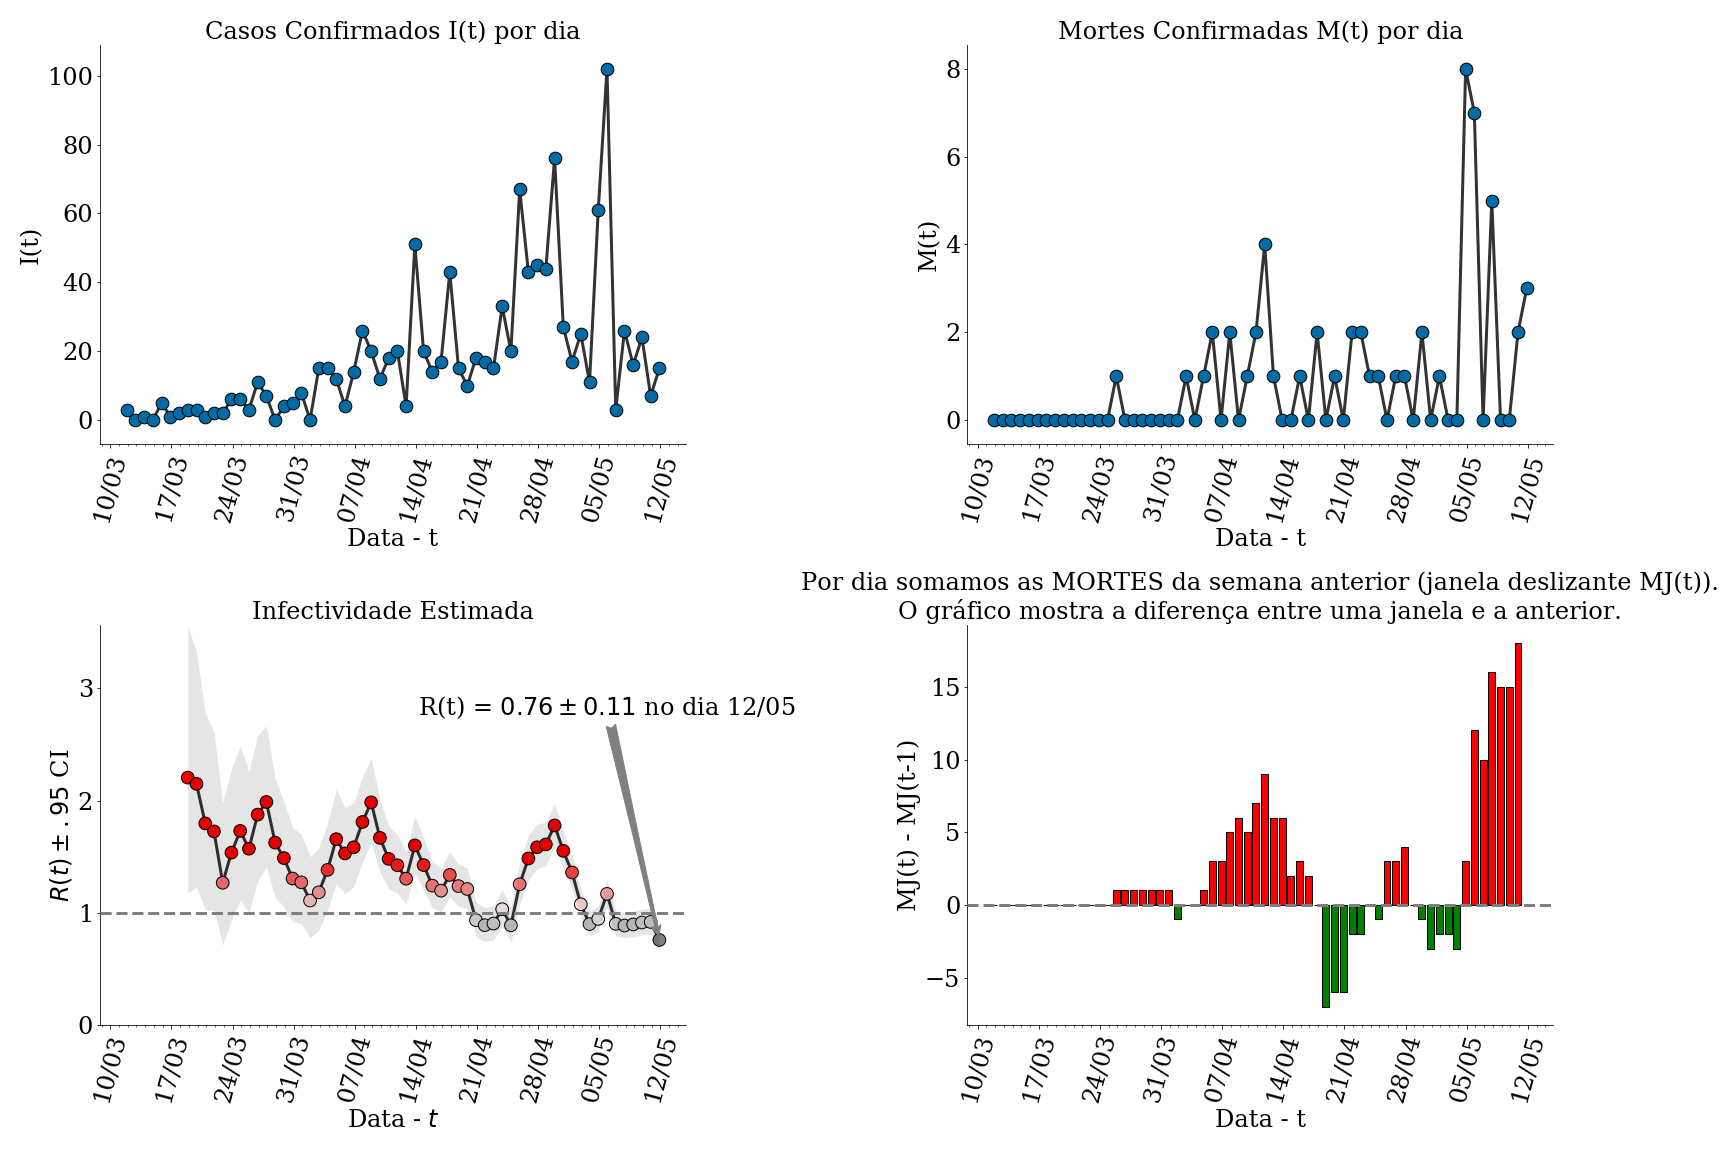 Casos Confirmados I(t) por dia
I(t)
100
80
60
40
20
0
10/03 17/03 24/03 31/03 07/04 14/04 21/04 28/04 05/05 12/05
Data - t
Mortes Confirmadas M(t) por dia
M(t)
8
6
4
2
0
10/03 17/03 24/03 31/03 07/04 14/04 21/04 28/04 05/05 12/05
Data - t
Infectividade Estimada
R(t) ± .95 CI
3
2
1
0
R(t) = 0.76 ± 0.11 no dia 12/05
10/03 17/03 24/03 31/03 07/04 14/04 21/04 28/04 05/05 12/05
Data - t
Por dia somamos as MORTES da semana anterior (janela deslizante MJ(t)).
O gráfico mostra a diferença entre uma janela e a anterior.
MJ(t) - MJ(t-1)
15
10
5
0
−5
10/03 17/03 24/03 31/03 07/04 14/04 21/04 28/04 05/05 12/05
Data - t